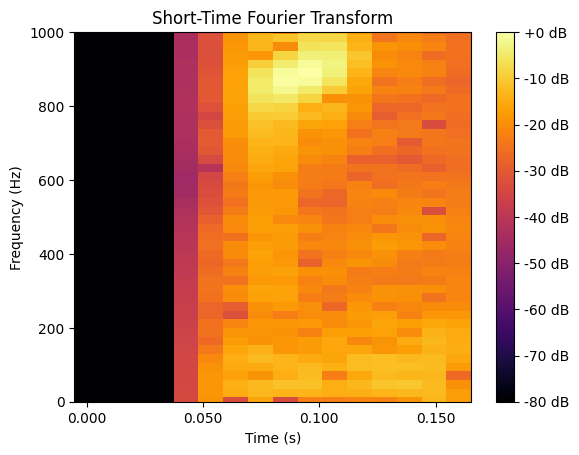 Short-Time Fourier Transform
1000
800
600
400
200
0
Frequency (Hz)
0.000
0.050
0.100
0.150
Time (s)
+0 dB
-10 dB
-20 dB
-30 dB
-40 dB
-50 dB
-60 dB
-70 dB
-80 dB